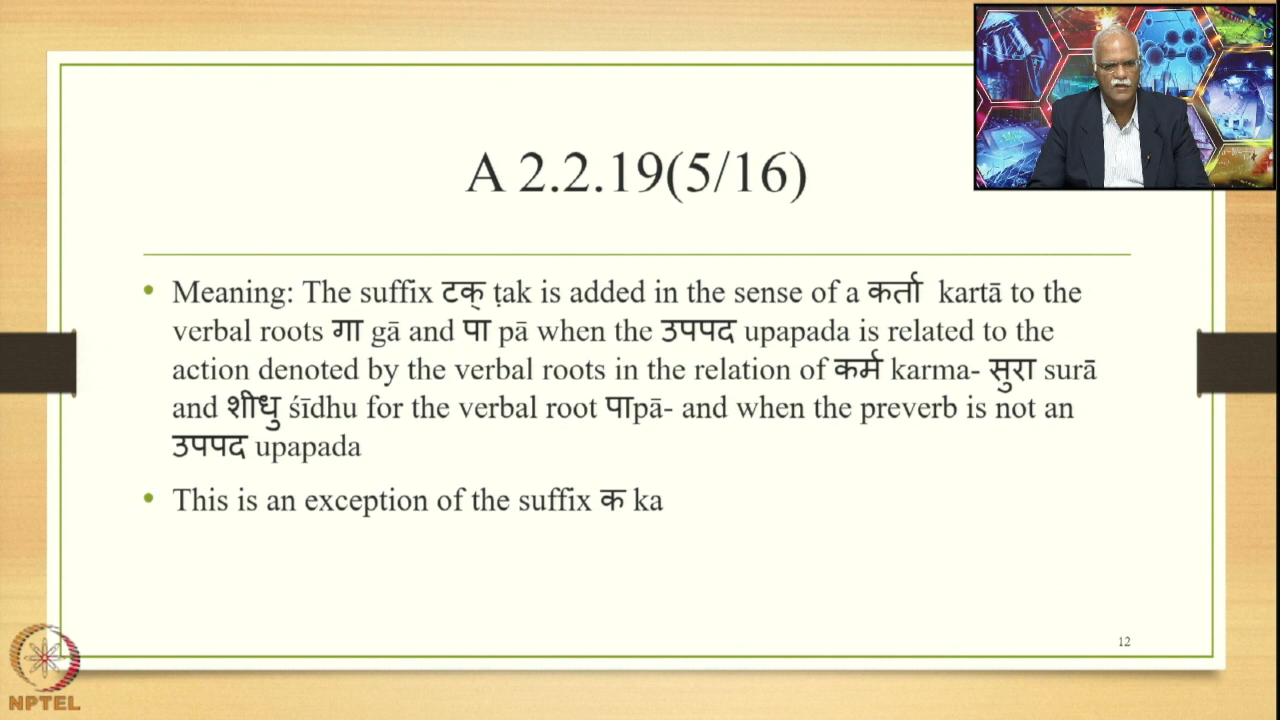 A 2.2.19(5/16)
• Meaning: The suffix टक् ṭak is added in the sense of a कर्ता kartā to the
verbal roots गा gā and पा pā when the उपपद upapada is related to the
action denoted by the verbal roots in the relation of कर्म karma- सुरा surā
and शीधु śīdhu for the verbal root पाpā- and when the preverb is not an
उपपद upapada
• This is an exception of the suffix क ka
12
NPTEL